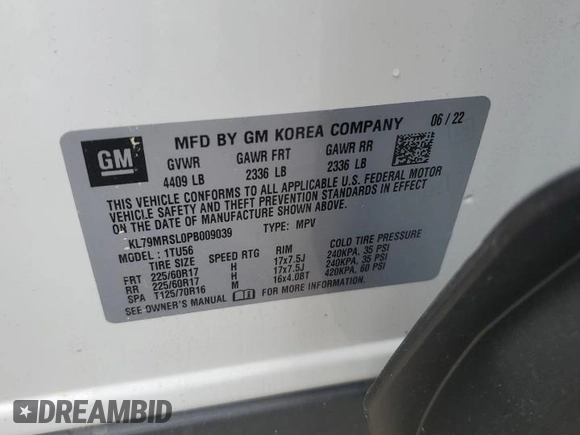 GM
MFD BY GM KOREA COMPANY 06 / 22
GVWR GAWR FRT GAWR RR
4409 LB 2336 LB 2336 LB
THIS VEHICLE CONFORMS TO ALL APPLICABLE U.S. FEDERAL MOTOR
VEHICLE SAFETY AND THEFT PREVENTION STANDARDS IN EFFECT
ON THE DATE OF MANUFACTURE SHOWN ABOVE.
KL79MRSL0PB009039 TYPE: MPV
MODEL: 1TU56
TIRE SIZE SPEED RTG RIM COLD TIRE PRESSURE
FRT 225/60R17 H 17x7.5J 240KPA, 35 PSI
RR 225/60R17 H 17x7.5J 240KPA, 35 PSI
SPA T125/70R16 M 16x4.0BT 420KPA, 60 PSI
SEE OWNER'S MANUAL FOR MORE INFORMATION.
DREAMBID